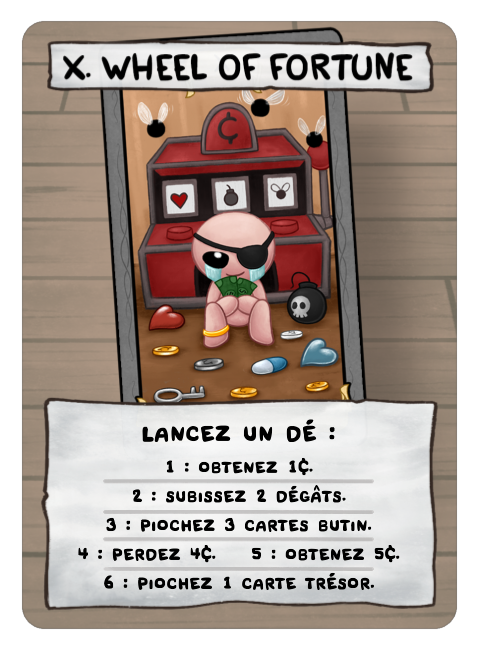 X. WHEEL OF FORTUNE
¢
LANCEZ UN DÉ :
1 : OBTENEZ 1¢.
2 : SUBISSEZ 2 DÉGÂTS.
3 : PIOCHEZ 3 CARTES BUTIN.
4 : PERDEZ 4¢. 5 : OBTENEZ 5¢.
6 : PIOCHEZ 1 CARTE TRÉSOR.